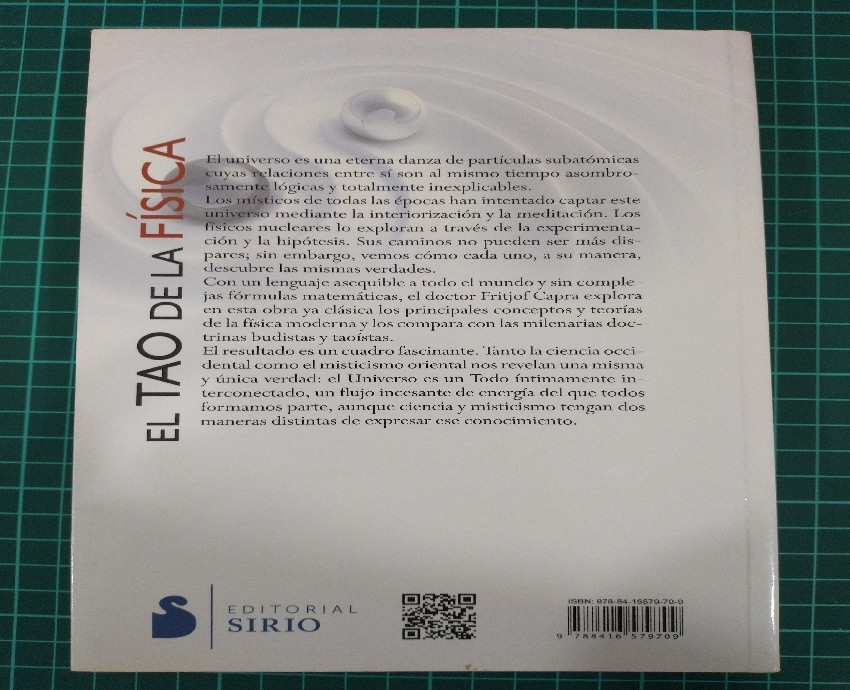 EL TAO DE LA FÍSICA
El universo es una eterna danza de partículas subatómicas
cuyas relaciones entre sí son al mismo tiempo asombro-
samente lógicas y totalmente inexplicables.
Los místicos de todas las épocas han intentado captar este
universo mediante la interiorización y la meditación. Los
físicos nucleares lo exploran a través de la experimenta-
ción y la hipótesis. Sus caminos no pueden ser más dis-
pares; sin embargo, vemos cómo cada uno, a su manera,
descubre las mismas verdades.
Con un lenguaje asequible a todo el mundo y sin comple-
jas fórmulas matemáticas, el doctor Fritjof Capra explora
en esta obra ya clásica los principales conceptos y teorías
de la física moderna y los compara con las milenarias doc-
trinas budistas y taoístas.
El resultado es un cuadro fascinante. Tanto la ciencia occi-
dental como el misticismo oriental nos revelan una misma
y única verdad: el Universo es un Todo íntimamente in-
terconectado, un flujo incesante de energía del que todos
formamos parte, aunque ciencia y misticismo tengan dos
maneras distintas de expresar ese conocimiento.
EDITORIAL
SIRIO
ISBN: 978-84-16579-70-9
9 788416 579709